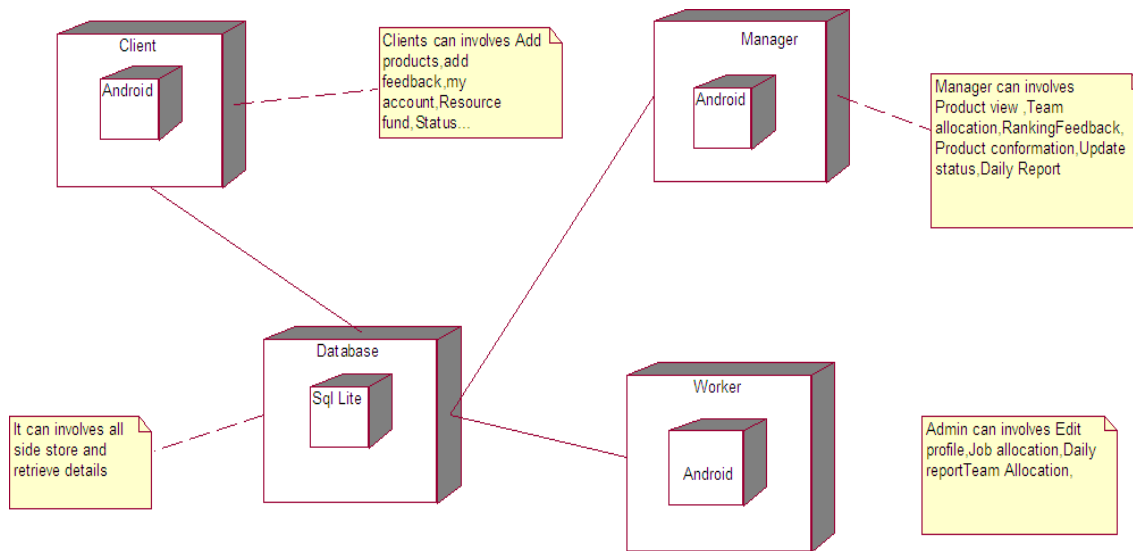 Client
Android
Clients can involves Add
products,add
feedback,my
account,Resource
fund,Status...
Manager
Android
Manager can involves
Product view ,Team
allocation,RankingFeedback,
Product conformation,Update
status,Daily Report
Database
Sql Lite
It can involves all
side store and
retrieve details
Worker
Android
Admin can involves Edit
profile,Job allocation,Daily
reportTeam Allocation,